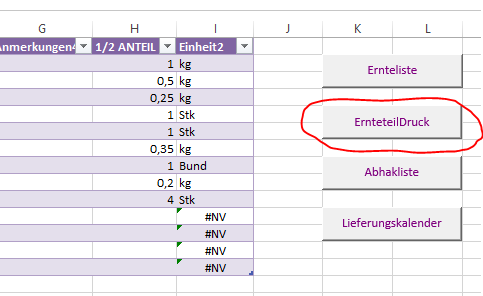 G H I J K L
Anmerkungen4 1/2 ANTEIL Einheit2
1 kg
0,5 kg
0,25 kg
1 Stk
1 Stk
0,35 kg
1 Bund
0,2 kg
4 Stk
#NV
#NV
#NV
#NV
Ernteliste
ErnteteilDruck
Abhakliste
Lieferungskalender